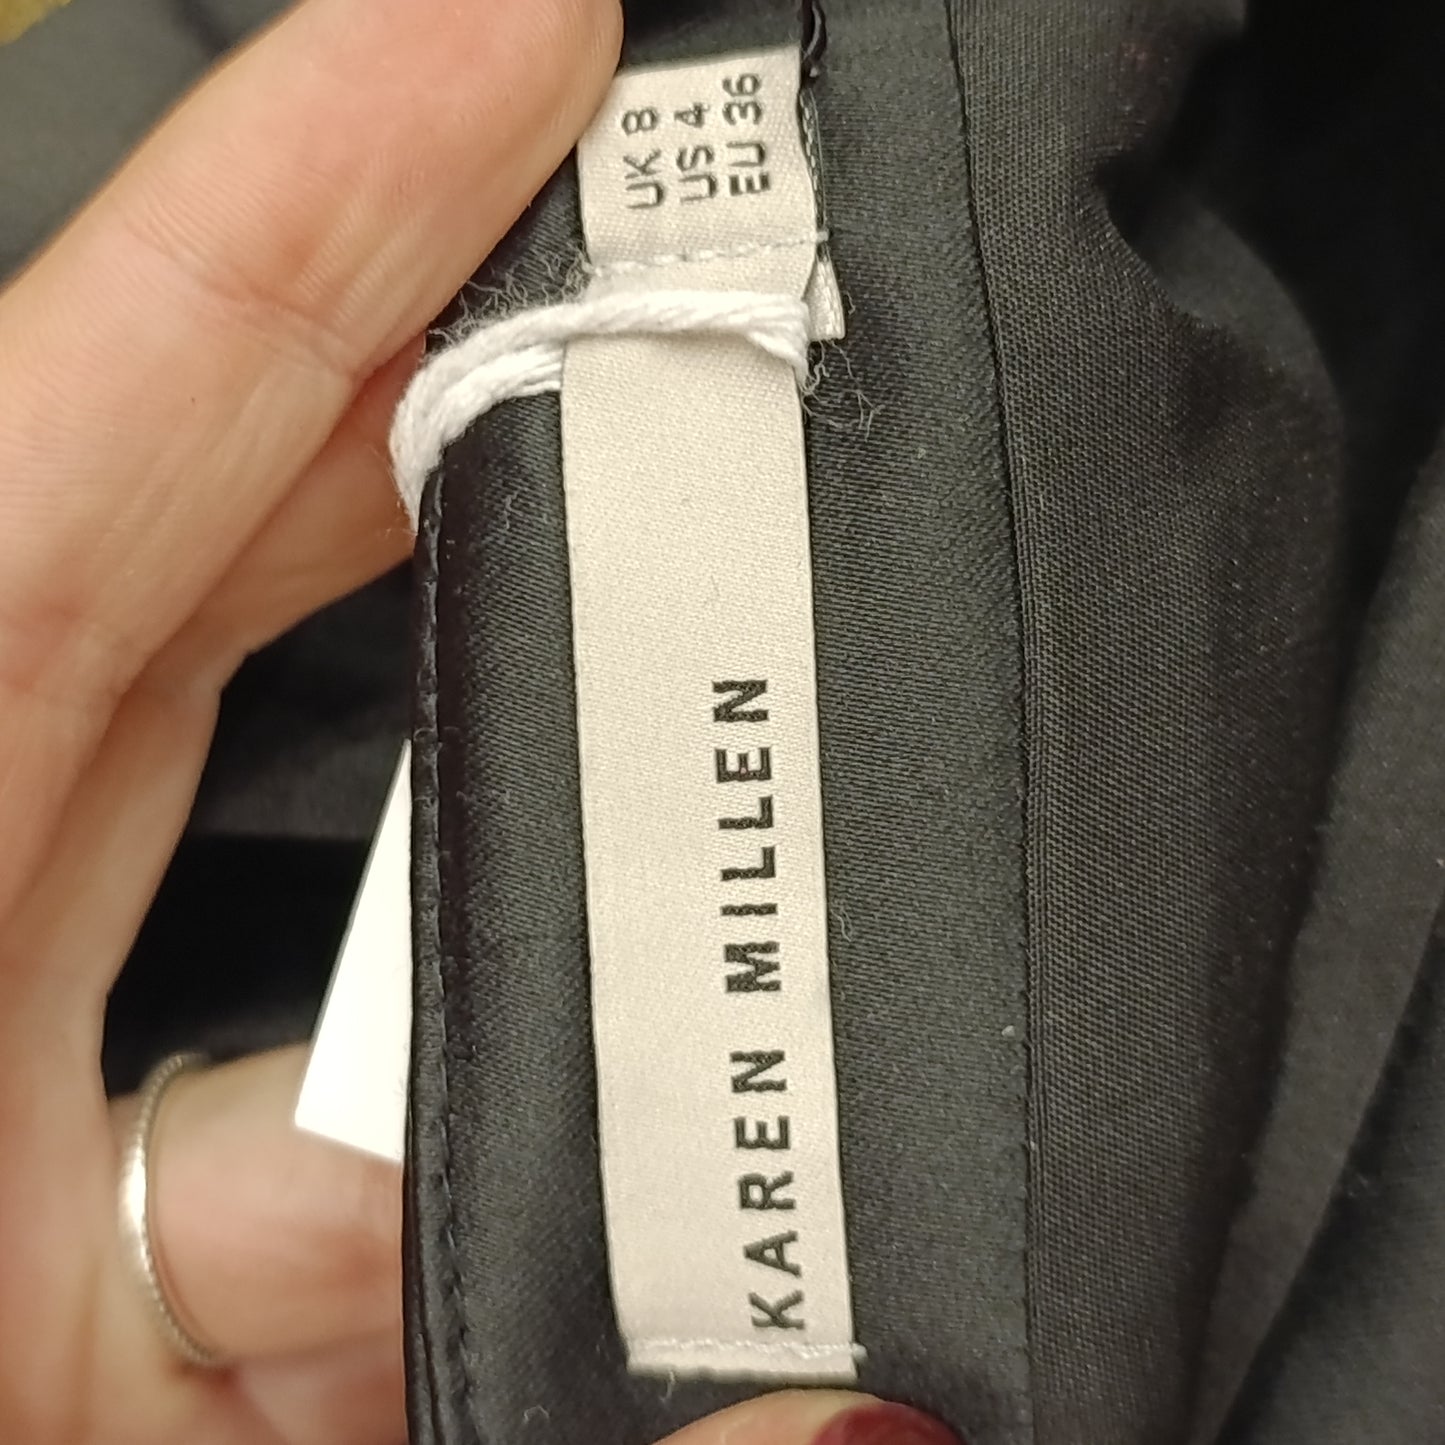 KAREN MILLEN
UK 8
US 4
EU 36